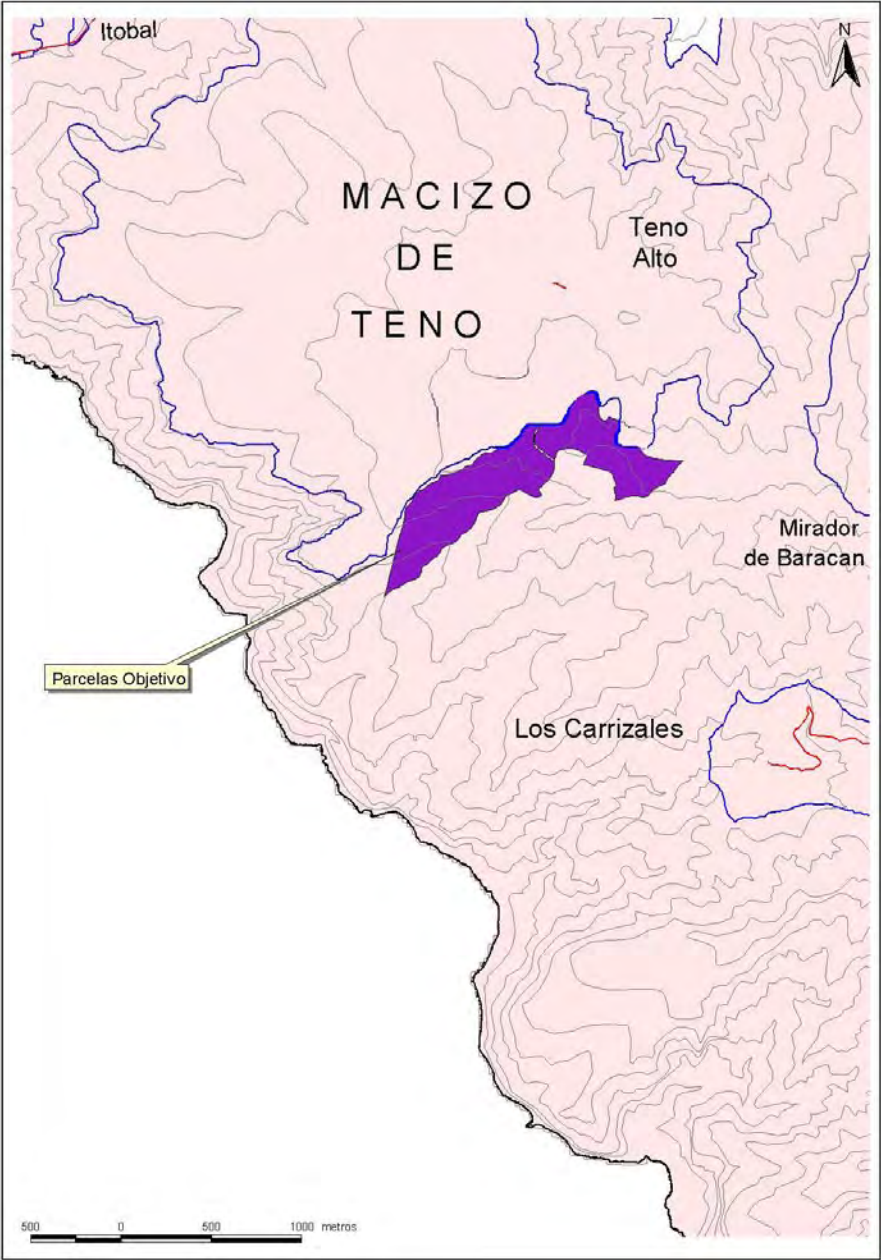 Itobal
N
MACIZO
DE
TENO
Teno
Alto
Mirador
de Baracan
Parcelas Objetivo
Los Carrizales
500 0 500 1000 metros